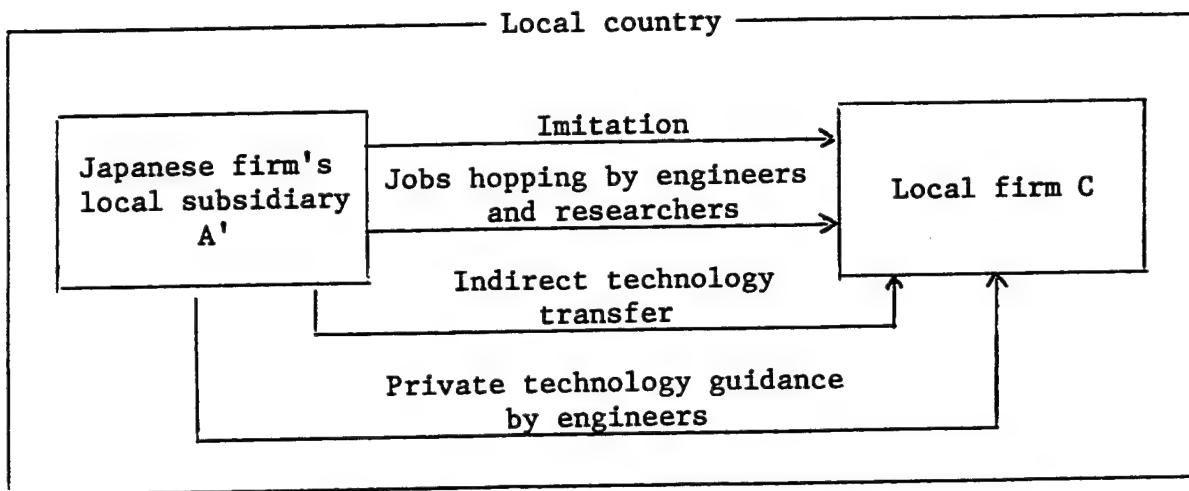 Local country
Japanese firm's
local subsidiary
A'
Imitation
Jobs hopping by engineers
and researchers
Local firm C
Indirect technology
transfer
Private technology guidance
by engineers